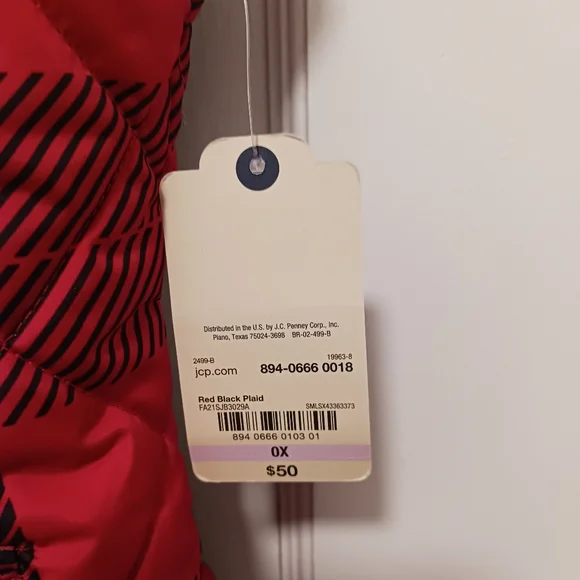 Distributed in the U.S. by J.C. Penney Corp., Inc.
Plano, Texas 75024-3698 BR-02-499-B
2499-B 19963-8
jcp.com 894-0666 0018
Red Black Plaid
FA21SJB3029A SMLSX43363373
894 0666 0103 01
0X
$50